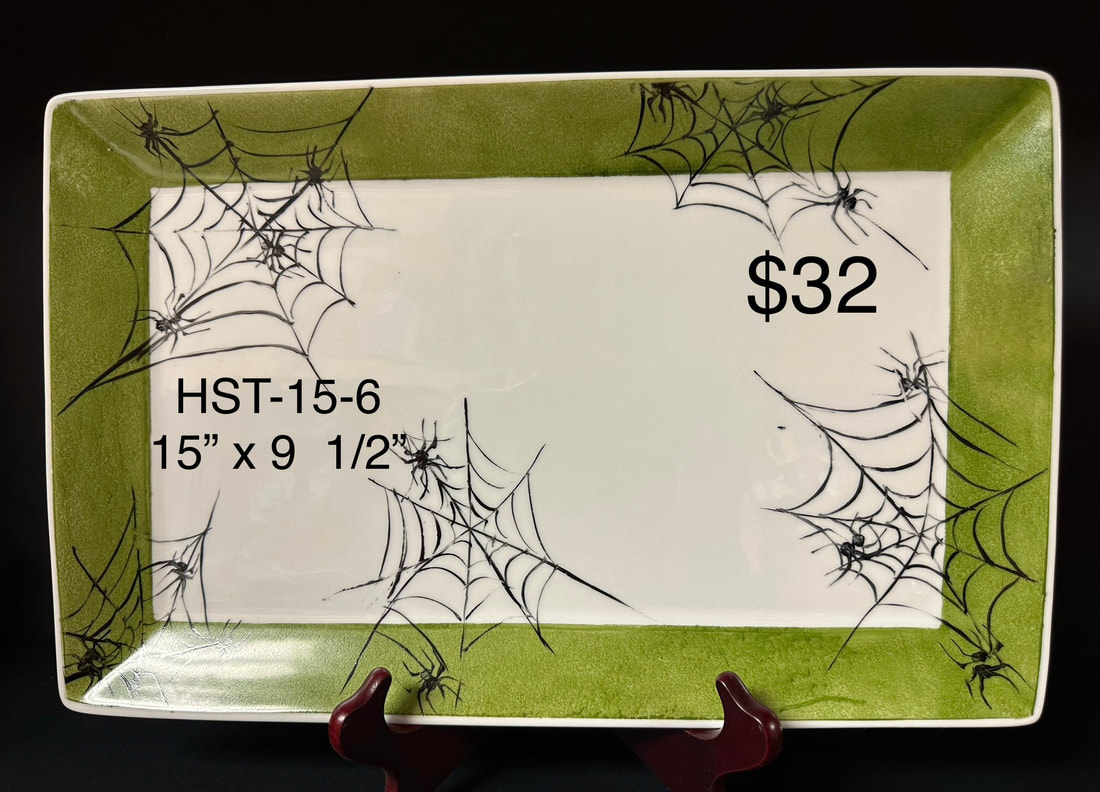 $32
HST-15-6
15” x 9  1/2”